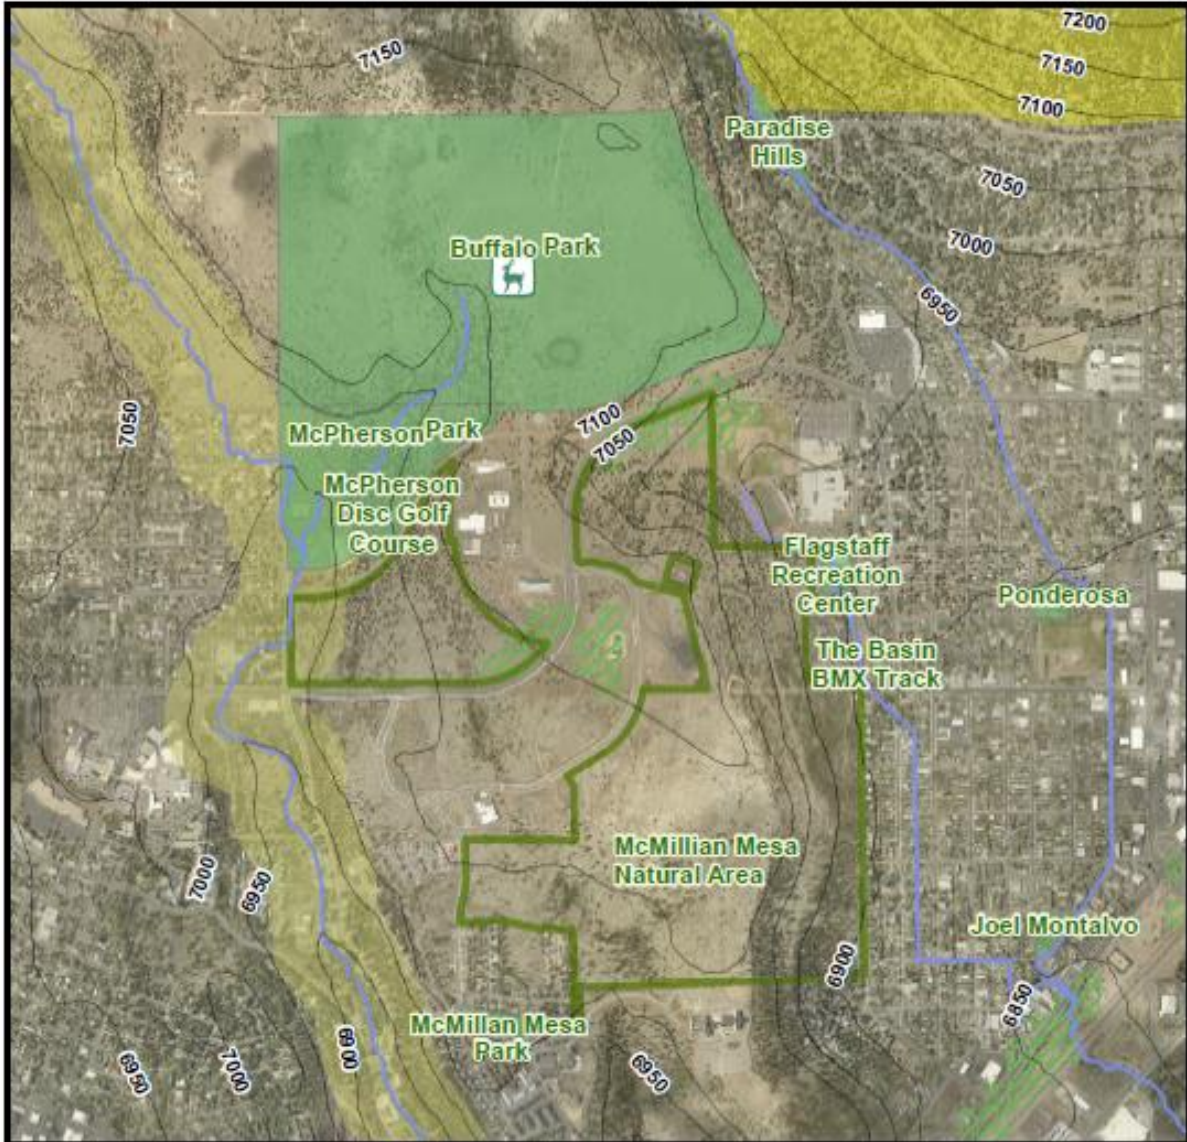 7200
7150
7150
7100
Paradise
Hills
7050
7000
Buffalo Park
6950
7050
7100
McPherson Park
7050
McPherson
Disc Golf
Course
Flagstaff
Recreation
Center
Ponderosa
The Basin
BMX Track
McMillian Mesa
Natural Area
7000
6950
Joel Montalvo
6900
6850
McMillan Mesa
Park
6900
6950
7000
6950